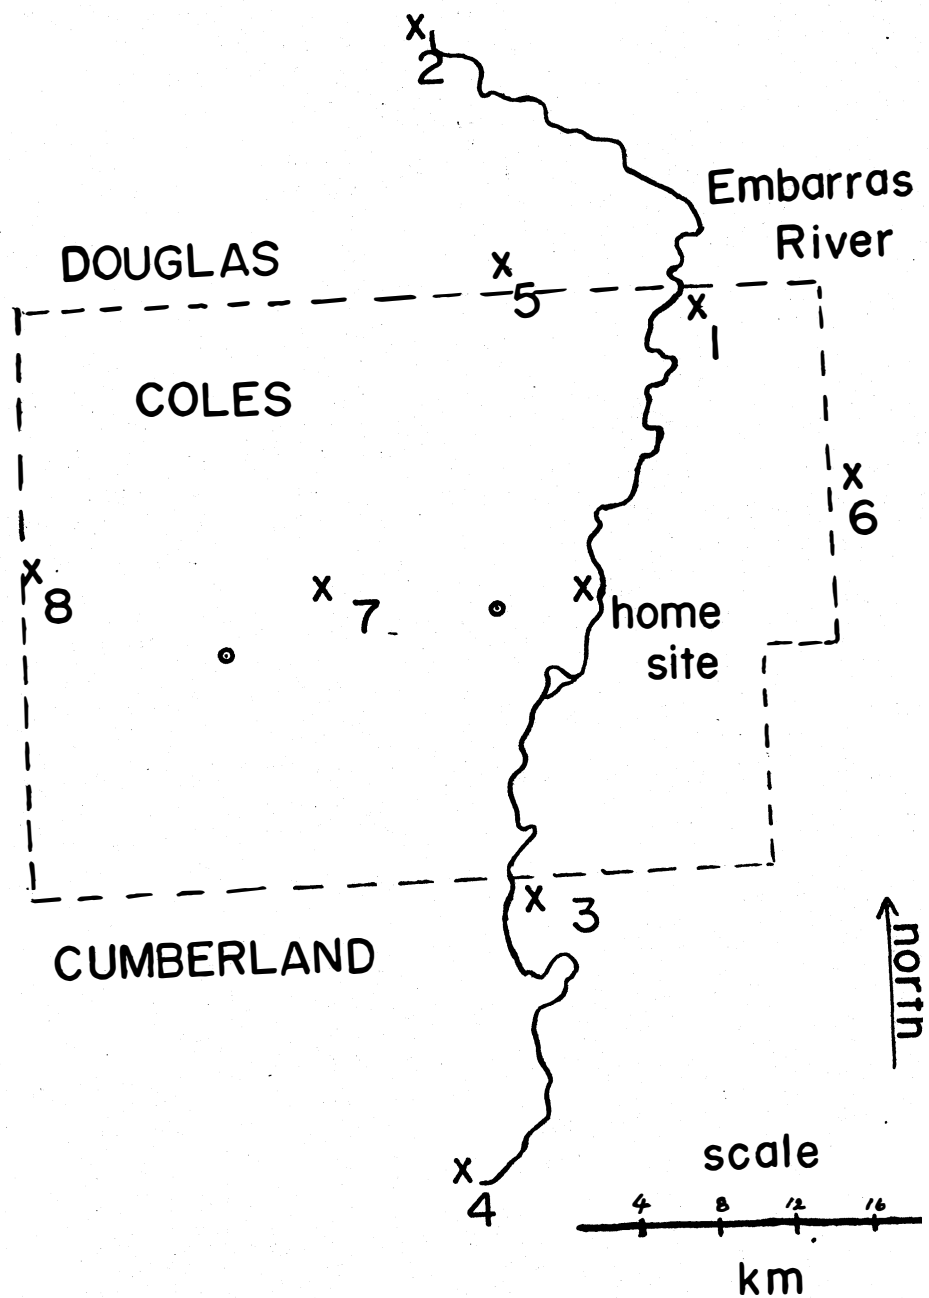 X
2
Embarras
River
DOUGLAS
X
5
X
1
COLES
X
6
X
8
X
7
X
home
site
X
3
CUMBERLAND
north
X
4
scale
4 8 12 16
km